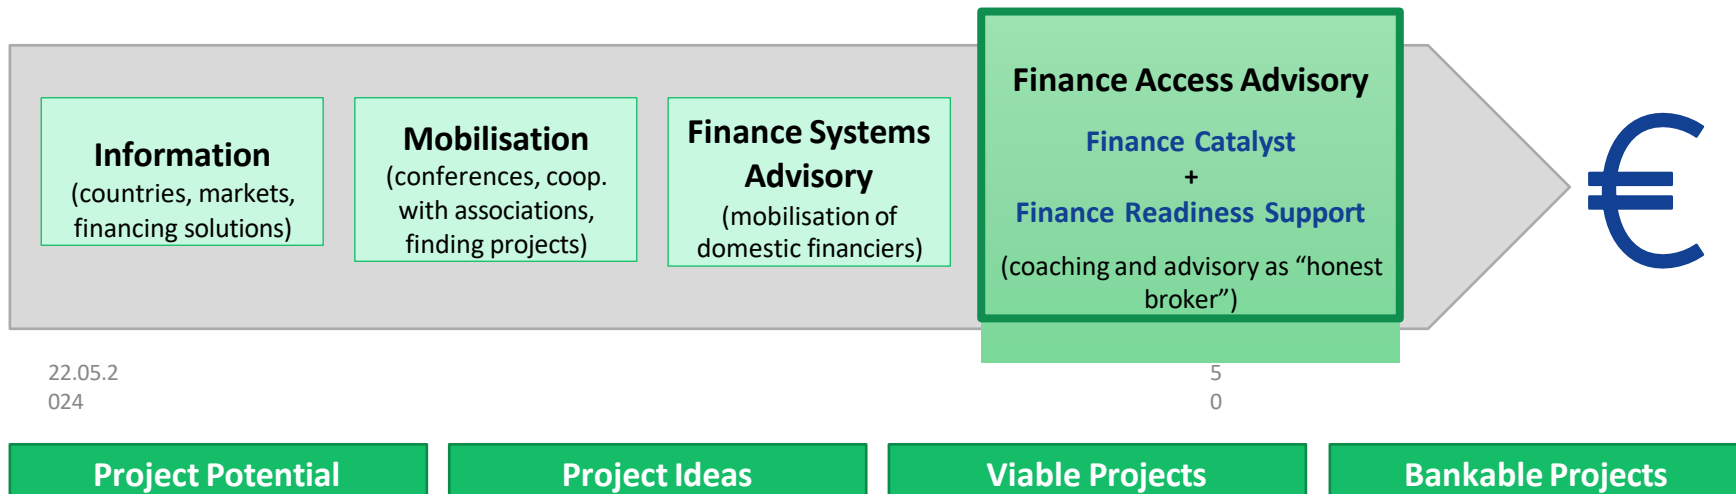 Information
(countries, markets,
financing solutions)
Mobilisation
(conferences, coop.
with associations,
finding projects)
Finance Systems
Advisory
(mobilisation of
domestic financiers)
Finance Access Advisory
Finance Catalyst
+
Finance Readiness Support
(coaching and advisory as “honest
broker”)
€
22.05.2
024
5
0
Project Potential
Project Ideas
Viable Projects
Bankable Projects